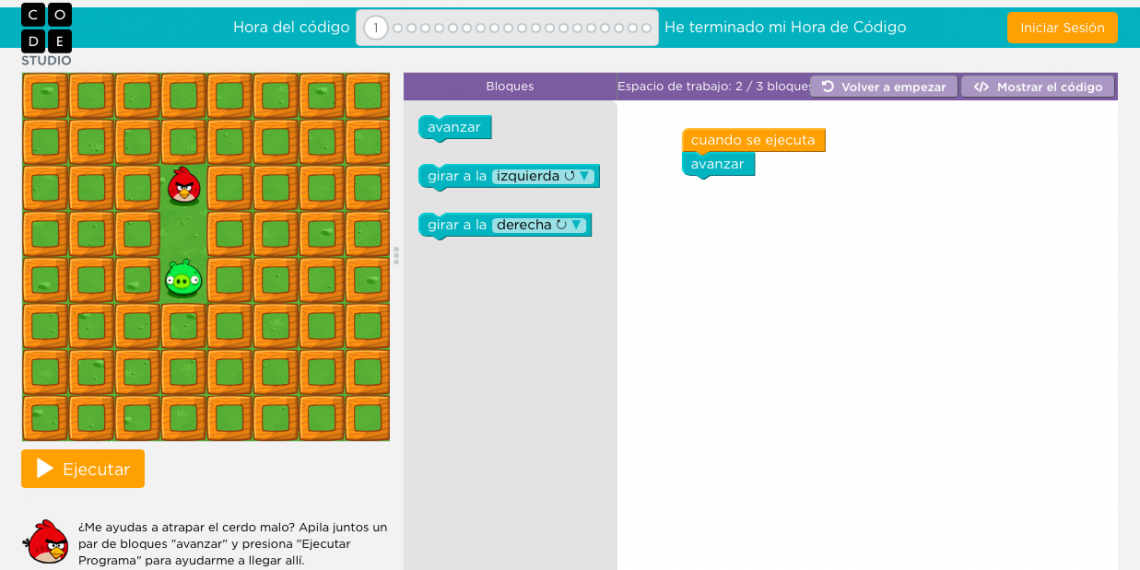 C O
D E
STUDIO
Hora del código
1
He terminado mi Hora de Código
Iniciar Sesión
Bloques
Espacio de trabajo: 2 / 3 bloques
Volver a empezar
</> Mostrar el código
avanzar
girar a la izquierda ↺ ▼
girar a la derecha ↻ ▼
cuando se ejecuta
avanzar
Ejecutar
¿Me ayudas a atrapar el cerdo malo? Apila juntos un
par de bloques "avanzar" y presiona "Ejecutar
Programa" para ayudarme a llegar allí.